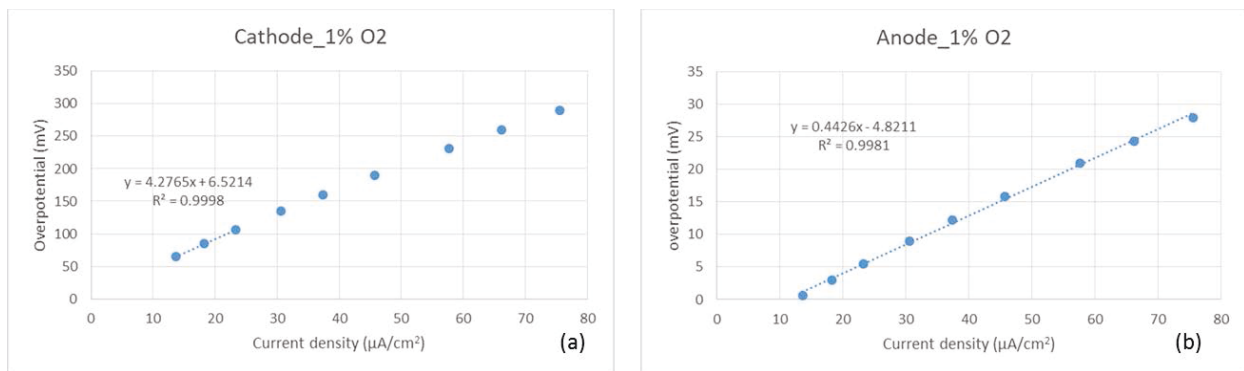 Cathode_1% O2
350
300
250
200
150
100
50
0
Overpotential (mV)
y = 4.2765x + 6.5214
R² = 0.9998
0 10 20 30 40 50 60 70 80
Current density (µA/cm²)
(a)
Anode_1% O2
35
30
25
20
15
10
5
0
overpotential (mV)
y = 0.4426x - 4.8211
R² = 0.9981
0 10 20 30 40 50 60 70 80
Current density (µA/cm²)
(b)